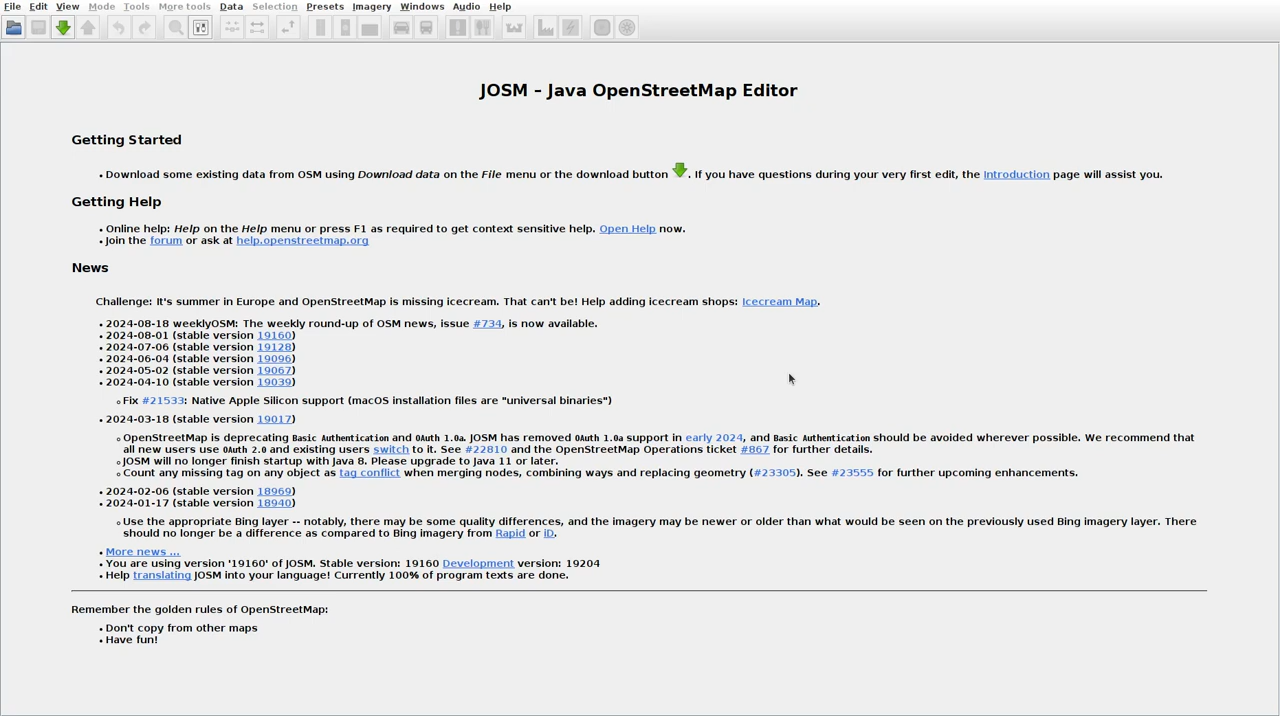 File Edit View Mode Tools More tools Data Selection Presets Imagery Windows Audio Help
JOSM – Java OpenStreetMap Editor
Getting Started
• Download some existing data from OSM using Download data on the File menu or the download button . If you have questions during your very first edit, the Introduction page will assist you.
Getting Help
• Online help: Help on the Help menu or press F1 as required to get context sensitive help. Open Help now.
• Join the forum or ask at help.openstreetmap.org
News
Challenge: It's summer in Europe and OpenStreetMap is missing icecream. That can't be! Help adding icecream shops: Icecream Map.
• 2024-08-18 weeklyOSM: The weekly round-up of OSM news, issue #734, is now available.
• 2024-08-01 (stable version 19160)
• 2024-07-06 (stable version 19128)
• 2024-06-04 (stable version 19096)
• 2024-05-02 (stable version 19067)
• 2024-04-10 (stable version 19039)
◦ Fix #21533: Native Apple Silicon support (macOS installation files are "universal binaries")
• 2024-03-18 (stable version 19017)
◦ OpenStreetMap is deprecating Basic Authentication and OAuth 1.0a. JOSM has removed OAuth 1.0a support in early 2024, and Basic Authentication should be avoided wherever possible. We recommend that
all new users use OAuth 2.0 and existing users switch to it. See #22810 and the OpenStreetMap Operations ticket #867 for further details.
◦ JOSM will no longer finish startup with Java 8. Please upgrade to Java 11 or later.
◦ Count any missing tag on any object as tag conflict when merging nodes, combining ways and replacing geometry (#23305). See #23555 for further upcoming enhancements.
• 2024-02-06 (stable version 18969)
• 2024-01-17 (stable version 18940)
◦ Use the appropriate Bing layer -- notably, there may be some quality differences, and the imagery may be newer or older than what would be seen on the previously used Bing imagery layer. There
should no longer be a difference as compared to Bing imagery from Rapid or iD.
• More news ...
• You are using version '19160' of JOSM. Stable version: 19160 Development version: 19204
• Help translating JOSM into your language! Currently 100% of program texts are done.
Remember the golden rules of OpenStreetMap:
• Don't copy from other maps
• Have fun!